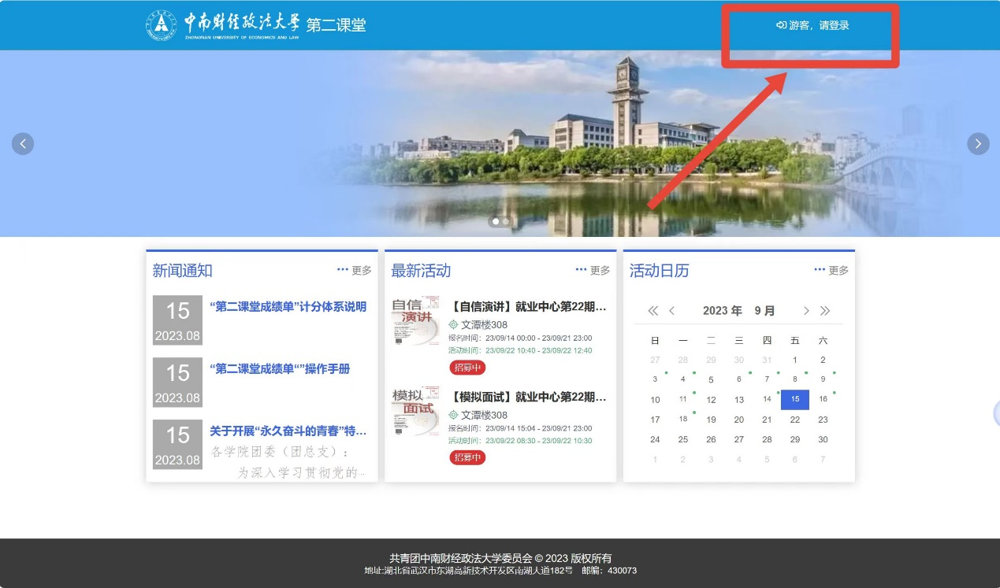 中南财经政法大学 第二课堂
ZHONGNAN UNIVERSITY OF ECONOMICS AND LAW
游客，请登录
新闻通知
更多
15
2023.08
“第二课堂成绩单”计分体系说明
15
2023.08
“第二课堂成绩单“”操作手册
15
2023.08
关于开展“永久奋斗的青春”特...
各学院团委（团总支）：
为深入学习贯彻党的...
最新活动
更多
自信
演讲
【自信演讲】就业中心第22期...
文潭楼308
报名时间：23/09/14 00:00 - 23/09/21 23:00
活动时间：23/09/22 10:40 - 23/09/22 12:40
招募中
模拟
面试
【模拟面试】就业中心第22期...
文潭楼308
报名时间：23/09/14 15:04 - 23/09/21 23:00
活动时间：23/09/22 08:30 - 23/09/22 10:30
招募中
活动日历
更多
2023 年 9 月
日 一 二 三 四 五 六
27 28 29 30 31 1 2
3 4 5 6 7 8 9
10 11 12 13 14 15 16
17 18 19 20 21 22 23
24 25 26 27 28 29 30
1 2 3 4 5 6 7
共青团中南财经政法大学委员会 © 2023 版权所有
地址:湖北省武汉市东湖高新技术开发区南湖大道182号 邮编：430073